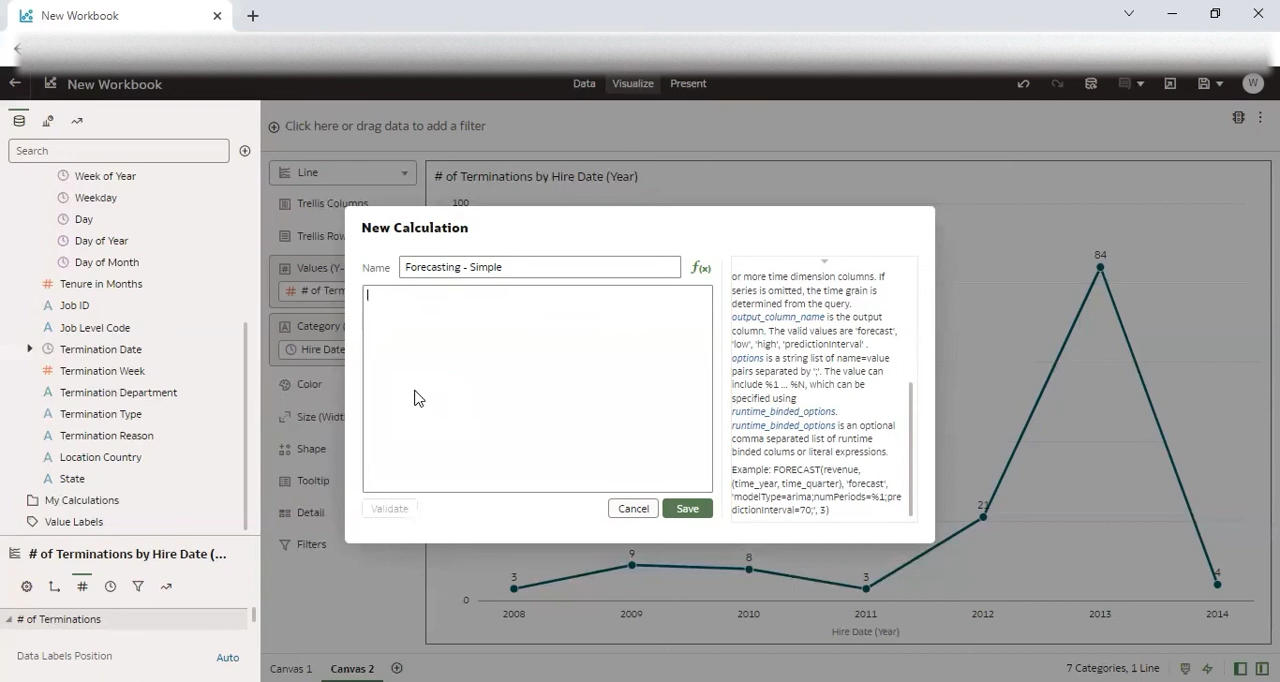 New Workbook
New Workbook
Data
Visualize
Present
W
Search
Week of Year
Weekday
Day
Day of Year
Day of Month
Tenure in Months
Job ID
Job Level Code
Termination Date
Termination Week
Termination Department
Termination Type
Termination Reason
Location Country
State
My Calculations
Value Labels
# of Terminations by Hire Date (...
# of Terminations
Data Labels Position
Auto
Click here or drag data to add a filter
Line
Trellis Columns
Trellis Row
Values (Y-
# of Term
Category (
Hire Date
Color
Size (Widt
Shape
Tooltip
Detail
Filters
# of Terminations by Hire Date (Year)
100
84
21
3
9
8
3
4
0
2008
2009
2010
2011
2012
2013
2014
Hire Date (Year)
New Calculation
Name
Forecasting - Simple
f(x)
or more time dimension columns. If
series is omitted, the time grain is
determined from the query.
output_column_name is the output
column. The valid values are 'forecast',
'low', 'high', 'predictionInterval' .
options is a string list of name=value
pairs separated by ';'. The value can
include %1 ... %N, which can be
specified using
runtime_binded_options.
runtime_binded_options is an optional
comma separated list of runtime
binded colums or literal expressions.
Example: FORECAST(revenue,
(time_year, time_quarter), 'forecast',
'modelType=arima;numPeriods=%1;pre
dictionInterval=70;', 3)
Validate
Cancel
Save
Canvas 1
Canvas 2
7 Categories, 1 Line